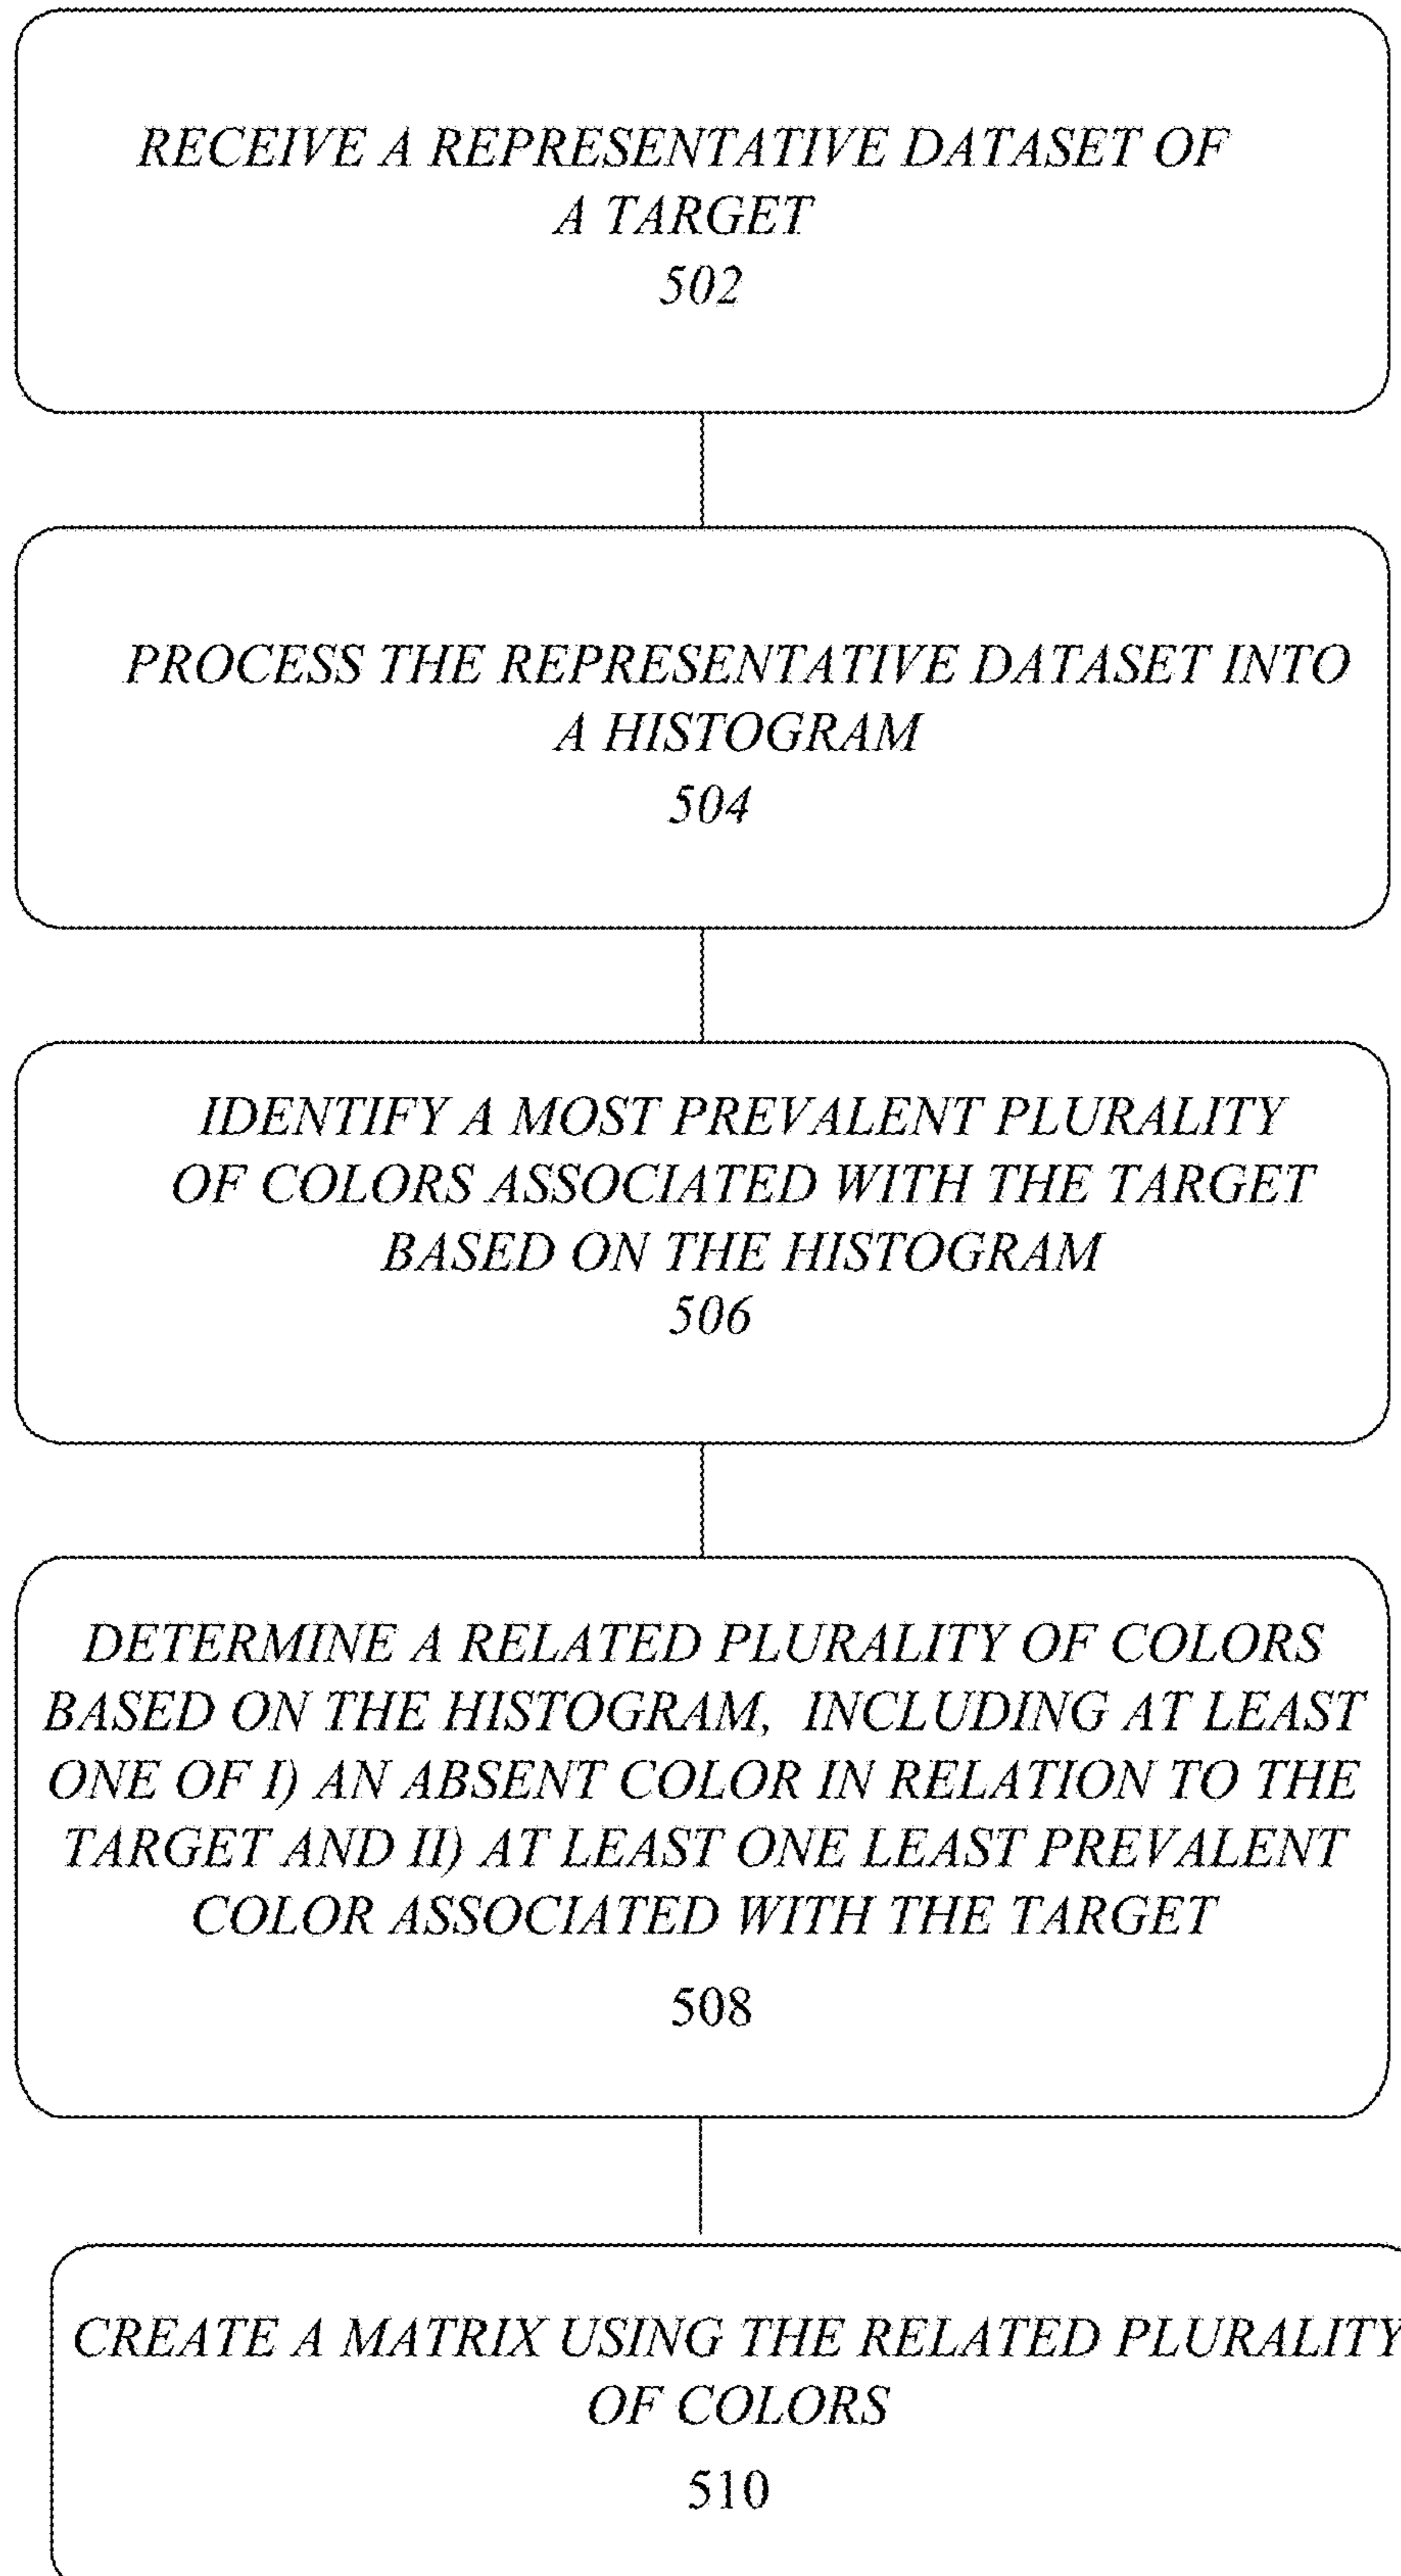 RECEIVE A REPRESENTATIVE DATASET OF
A TARGET
502
PROCESS THE REPRESENTATIVE DATASET INTO
A HISTOGRAM
504
IDENTIFY A MOST PREVALENT PLURALITY
OF COLORS ASSOCIATED WITH THE TARGET
BASED ON THE HISTOGRAM
506
DETERMINE A RELATED PLURALITY OF COLORS
BASED ON THE HISTOGRAM, INCLUDING AT LEAST
ONE OF I) AN ABSENT COLOR IN RELATION TO THE
TARGET AND II) AT LEAST ONE LEAST PREVALENT
COLOR ASSOCIATED WITH THE TARGET
508
CREATE A MATRIX USING THE RELATED PLURALITY
OF COLORS
510